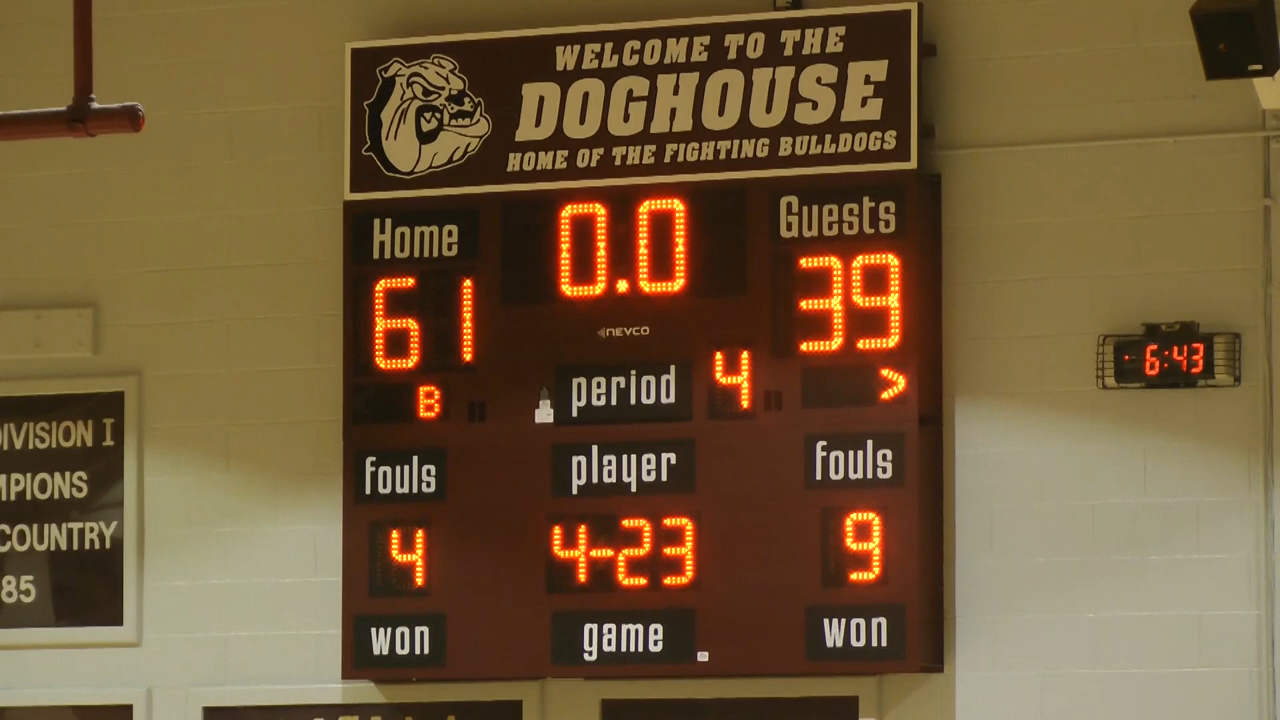 WELCOME TO THE
DOGHOUSE
HOME OF THE FIGHTING BULLDOGS
Home
0.0
Guests
61
39
NEVCO
6:43
B
period
4
>
DIVISION I
MPIONS
COUNTRY
85
fouls
player
fouls
4
4-23
9
won
game
won